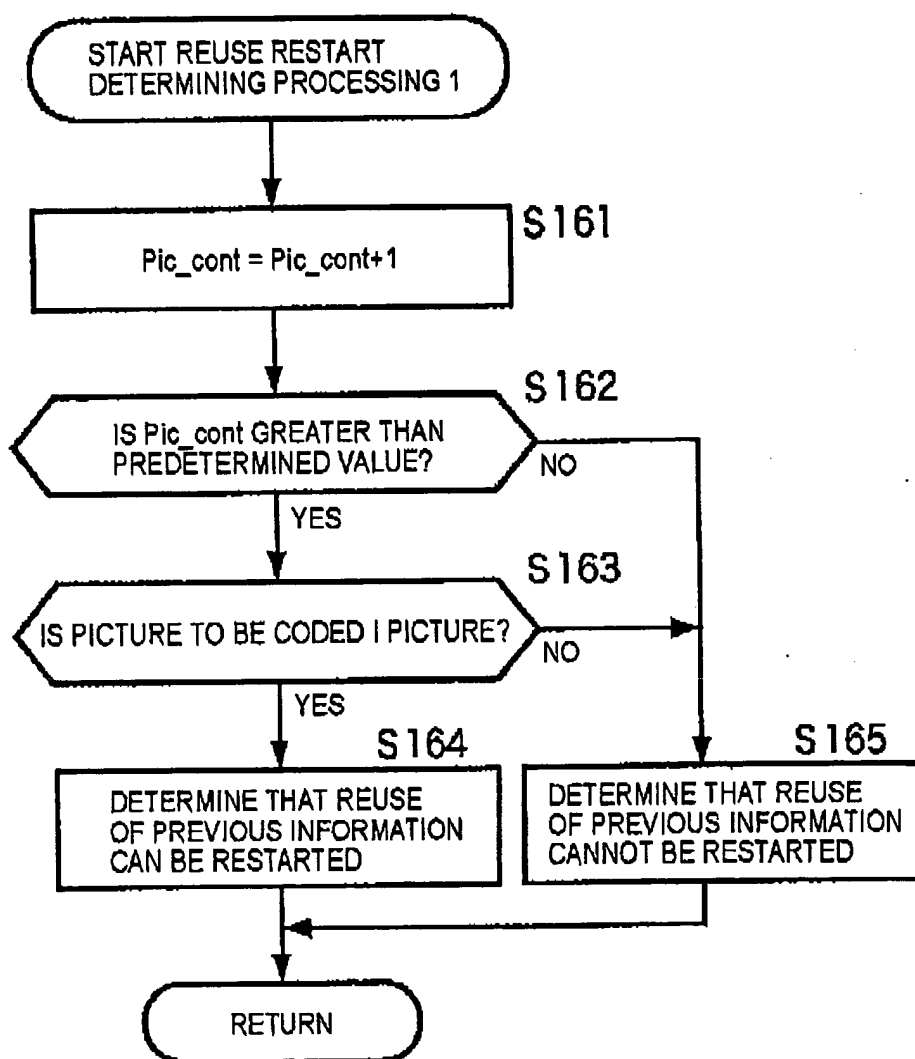 START REUSE RESTART
DETERMINING PROCESSING 1
S161
Pic_cont = Pic_cont+1
S162
IS Pic_cont GREATER THAN
PREDETERMINED VALUE?
NO
YES
S163
IS PICTURE TO BE CODED I PICTURE?
NO
YES
S164
DETERMINE THAT REUSE
OF PREVIOUS INFORMATION
CAN BE RESTARTED
S165
DETERMINE THAT REUSE
OF PREVIOUS INFORMATION
CANNOT BE RESTARTED
RETURN